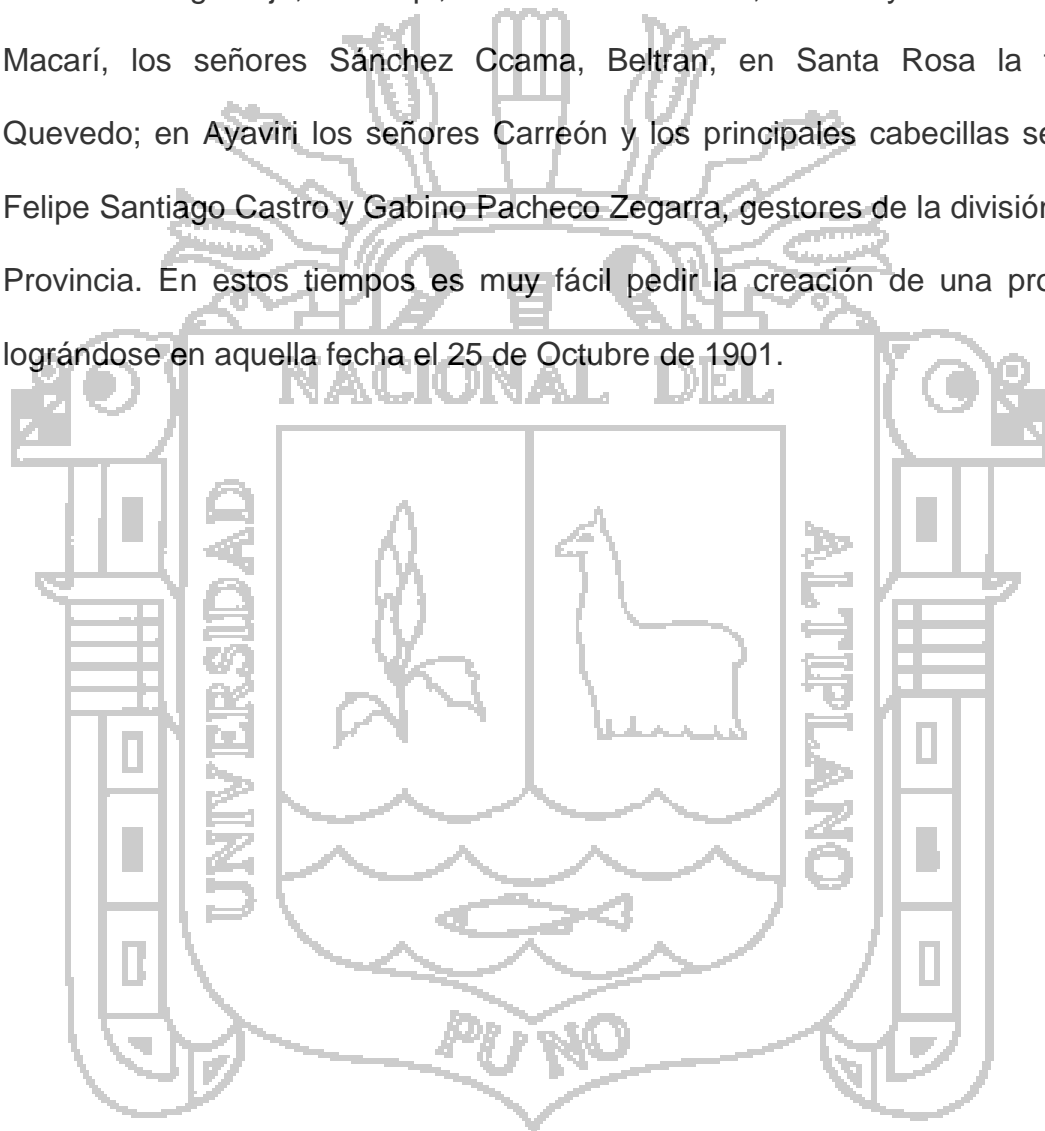 Macarí, los señores Sánchez Ccama, Beltran, en Santa Rosa la
Quevedo; en Ayaviri los señores Carreón y los principales cabecillas
Felipe Santiago Castro y Gabino Pacheco Zegarra, gestores de la división
Provincia. En estos tiempos es muy fácil pedir la creación de una
lográndose en aquella fecha el 25 de Octubre de 1901.
NACIONAL DEL
UNIVERSIDAD
ALTIPLANO
PUNO